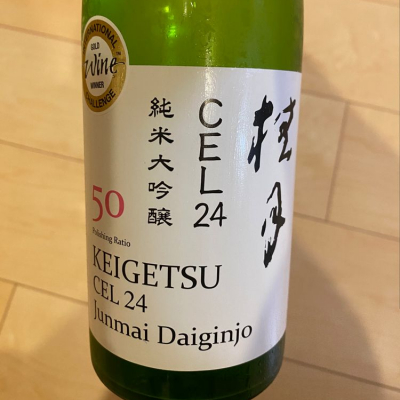 INTERNATIONAL
GOLD
Wine
WINNER
CHALLENGE
桂月
CEL24
純米大吟醸
50
Polishing Ratio
KEIGETSU
CEL 24
Junmai Daiginjo